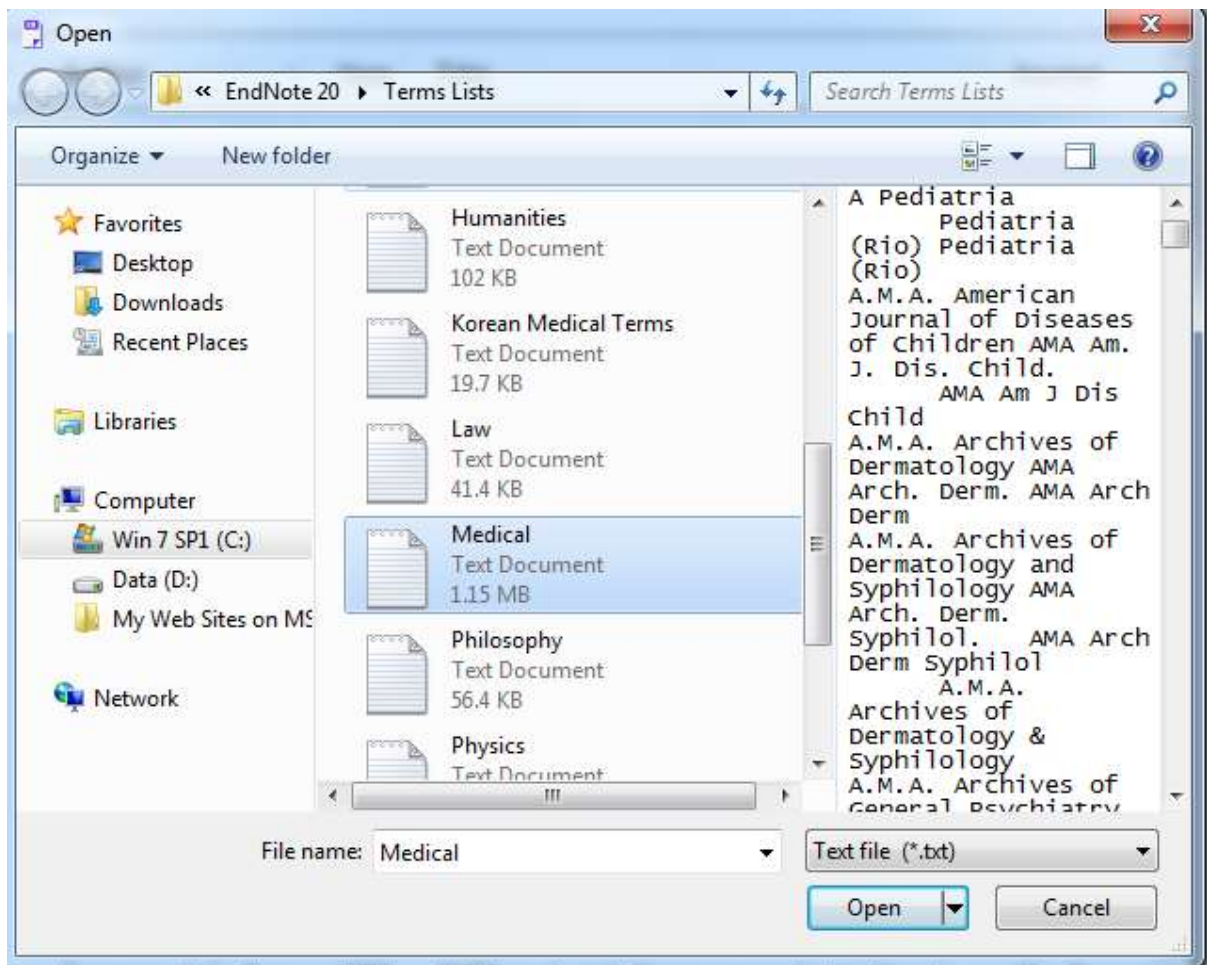 Open
« EndNote 20 ▸ Terms Lists
Search Terms Lists
Organize
New folder
Favorites
Desktop
Downloads
Recent Places
Libraries
Computer
Win 7 SP1 (C:)
Data (D:)
My Web Sites on MS
Network
Humanities
Text Document
102 KB
Korean Medical Terms
Text Document
19.7 KB
Law
Text Document
41.4 KB
Medical
Text Document
1.15 MB
Philosophy
Text Document
56.4 KB
Physics
Text Document
A Pediatria
Pediatria
(Rio) Pediatria
(Rio)
A.M.A. American
Journal of Diseases
of Children AMA Am.
J. Dis. Child.
AMA Am J Dis
Child
A.M.A. Archives of
Dermatology AMA
Arch. Derm. AMA Arch
Derm
A.M.A. Archives of
Dermatology and
Syphilology AMA
Arch. Derm.
Syphilol. AMA Arch
Derm Syphilol
A.M.A.
Archives of
Dermatology &
Syphilology
A.M.A. Archives of
General Psychiatry
File name: Medical
Text file (*.txt)
Open
Cancel